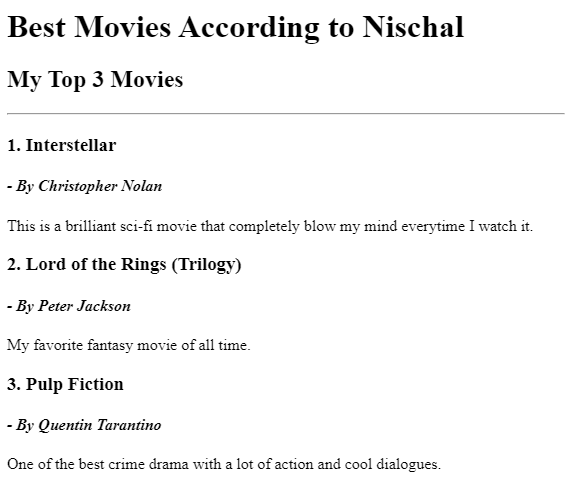 Best Movies According to Nischal
My Top 3 Movies
1. Interstellar
- By Christopher Nolan
This is a brilliant sci-fi movie that completely blow my mind everytime I watch it.
2. Lord of the Rings (Trilogy)
- By Peter Jackson
My favorite fantasy movie of all time.
3. Pulp Fiction
- By Quentin Tarantino
One of the best crime drama with a lot of action and cool dialogues.